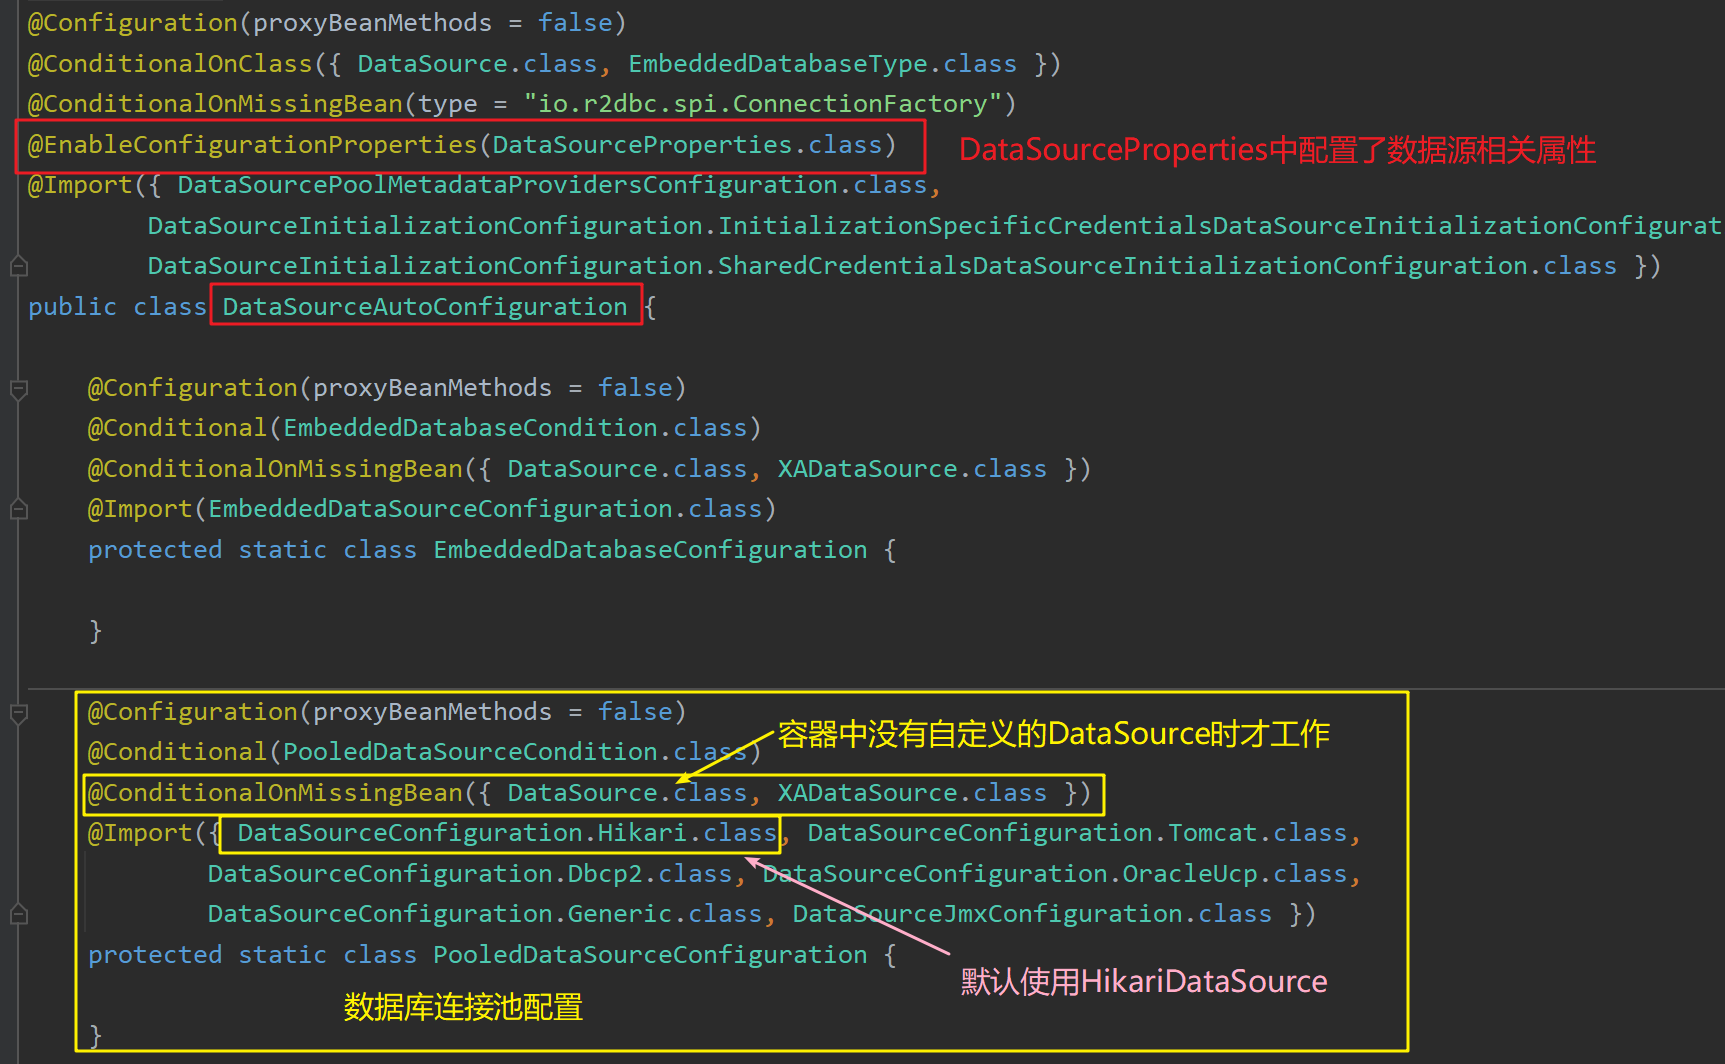 @Configuration(proxyBeanMethods = false)
@ConditionalOnClass({ DataSource.class, EmbeddedDatabaseType.class })
@ConditionalOnMissingBean(type = "io.r2dbc.spi.ConnectionFactory")
@EnableConfigurationProperties(DataSourceProperties.class) DataSourceProperties中配置了数据源相关属性
@Import({ DataSourcePoolMetadataProvidersConfiguration.class,
DataSourceInitializationConfiguration.InitializationSpecificCredentialsDataSourceInitializationConfigurat
DataSourceInitializationConfiguration.SharedCredentialsDataSourceInitializationConfiguration.class })
public class DataSourceAutoConfiguration {
@Configuration(proxyBeanMethods = false)
@Conditional(EmbeddedDatabaseCondition.class)
@ConditionalOnMissingBean({ DataSource.class, XADataSource.class })
@Import(EmbeddedDataSourceConfiguration.class)
protected static class EmbeddedDatabaseConfiguration {
}
@Configuration(proxyBeanMethods = false)
容器中没有自定义的DataSource时才工作
@Conditional(PooledDataSourceCondition.class)
@ConditionalOnMissingBean({ DataSource.class, XADataSource.class })
@Import({ DataSourceConfiguration.Hikari.class, DataSourceConfiguration.Tomcat.class,
DataSourceConfiguration.Dbcp2.class, DataSourceConfiguration.OracleUcp.class,
DataSourceConfiguration.Generic.class, DataSourceJmxConfiguration.class })
protected static class PooledDataSourceConfiguration {
默认使用HikariDataSource
数据库连接池配置
}